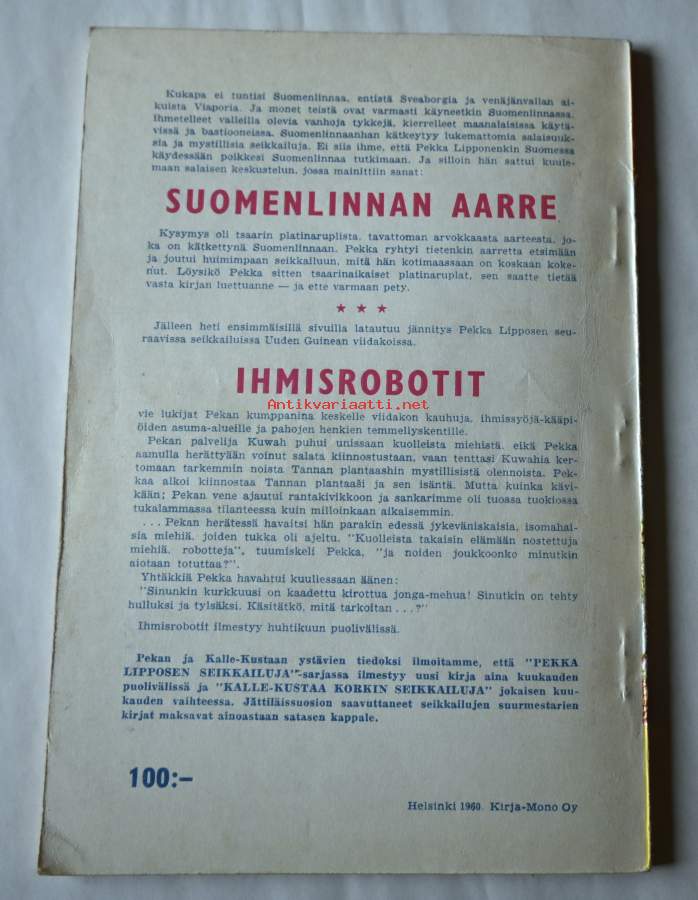 Kukapa ei tuntisi Suomenlinnaa, entistä Sveaborgia ja venäjänvallan ai-
kuista Viaporia. Ja monet teistä ovat varmasti käyneetkin Suomenlinnassa,
ihmetelleet valleilla olevia vanhoja tykkejä, kierrelleet maanalaisissa käytä-
vissä ja bastiooneissa. Suomenlinnaanhan kätkeytyy lukemattomia salaisuuk-
sia ja mystillisiä seikkailuja. Ei siis ihme, että Pekka Lipponenkin Suomessa
käydessään poikkesi Suomenlinnaa tutkimaan. Ja silloin hän sattui kuule-
maan salaisen keskustelun, jossa mainittiin sanat:
SUOMENLINNAN AARRE
Kysymys oli tsaarin platinaruplista, tavattoman arvokkaasta aarteesta, jo-
ka on kätkettynä Suomenlinnaan. Pekka ryhtyi tietenkin aarretta etsimään
ja joutui huimimpaan seikkailuun, mitä hän kotimaassaan on koskaan koke-
nut. Löysikö Pekka sitten tsaarinaikaiset platinaruplat, sen saatte tietää
vasta kirjan luettuanne — ja ette varmaan pety.
★ ★ ★
Jälleen heti ensimmäisillä sivuilla latautuu jännitys Pekka Lipposen seu-
raavissa seikkailuissa Uuden Guinean viidakoissa.
IHMISROBOTIT
Antikvariaatti.net
vie lukijat Pekan kumppanina keskelle viidakon kauhuja, ihmissyöjä-kääpi-
öiden asuma-alueille ja pahojen henkien temmellyskentille.
Pekan palvelija Kuwah puhui unissaan kuolleista miehistä, eikä Pekka
aamulla herättyään voinut salata kiinnostustaan, vaan tenttasi Kuwahia ker-
tomaan tarkemmin noista Tannan plantaashin mystillisistä olennoista. Pek-
kaa alkoi kiinnostaa Tannan plantaaši ja sen isäntä. Mutta kuinka kävi-
kään; Pekan vene ajautui rantakivikkoon ja sankarimme oli tuossa tuokiossa
tukalammassa tilanteessa kuin milloinkaan aikaisemmin.
... Pekan herätessä havaitsi hän parakin edessä jykeväniskaisia, isomahai-
sia miehiä, joiden tukka oli ajeltu. "Kuolleista takaisin elämään nostettuja
miehiä, robotteja", tuumiskeli Pekka, "ja noiden joukkoonko minutkin
aiotaan totuttaa?".
Yhtäkkiä Pekka havahtui kuullessaan äänen:
"Sinunkin kurkkuusi on kaadettu kirottua jonga-mehua! Sinutkin on tehty
hulluksi ja tylsäksi. Käsitätkö, mitä tarkoitan ...?"
Ihmisrobotit ilmestyy huhtikuun puolivälissä.
Pekan ja Kalle-Kustaan ystävien tiedoksi ilmoitamme, että "PEKKA
LIPPOSEN SEIKKAILUJA"-sarjassa ilmestyy uusi kirja aina kuukauden
puolivälissä ja "KALLE-KUSTAA KORKIN SEIKKAILUJA" jokaisen kuu-
kauden vaihteessa. Jättiläissuosion saavuttaneet seikkailujen suurmestarien
kirjat maksavat ainoastaan satasen kappale.
100:–
Helsinki 1960. Kirja-Mono Oy